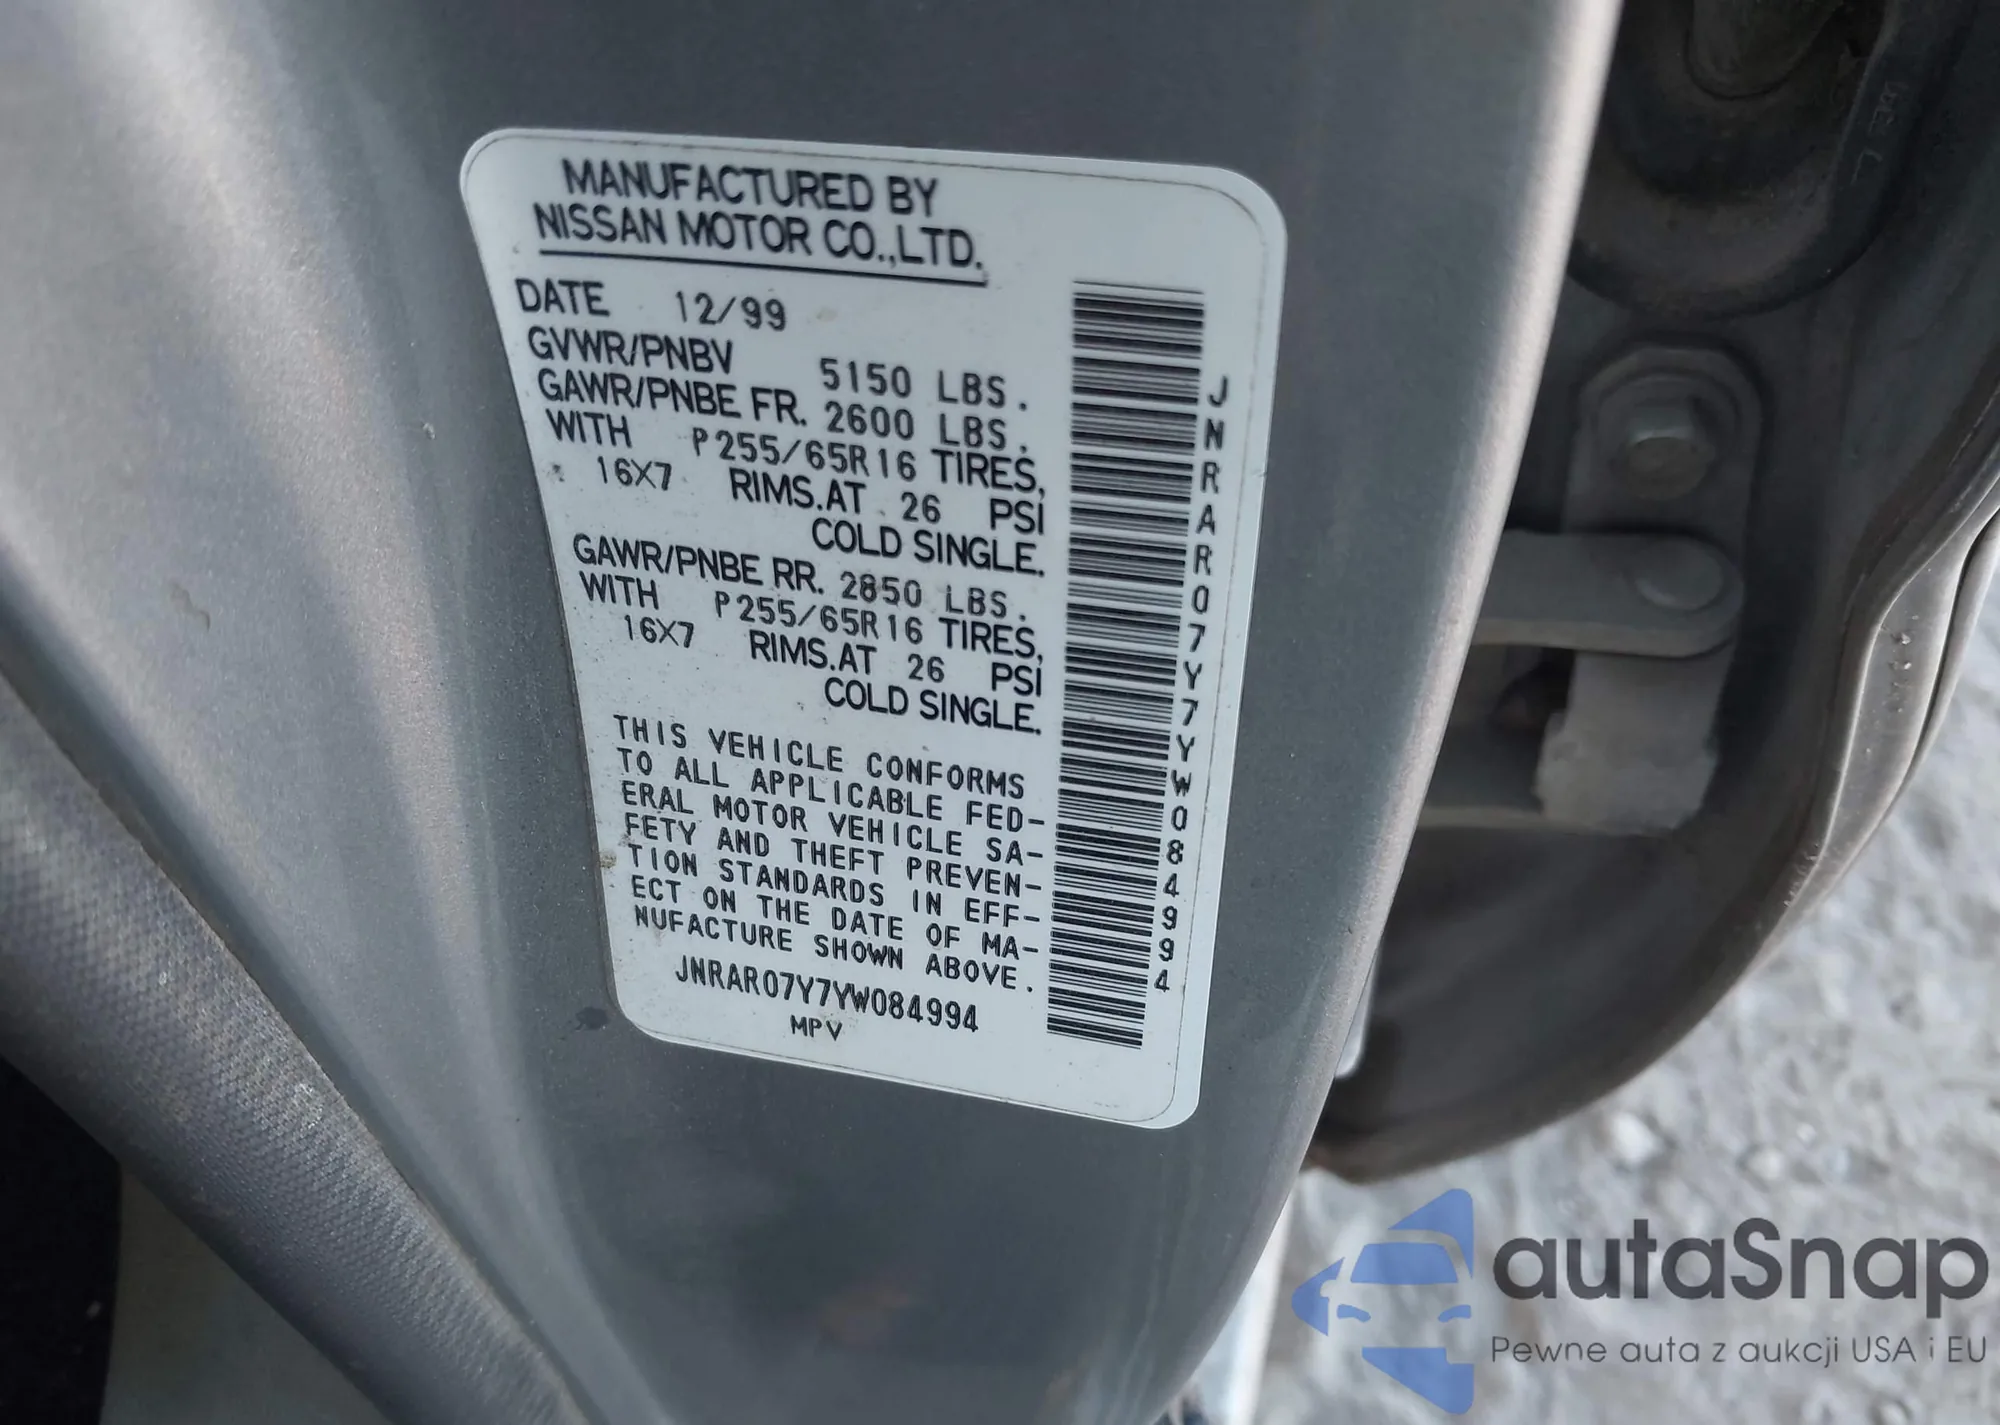 MANUFACTURED BY
NISSAN MOTOR CO.,LTD.
DATE 12/99
GVWR/PNBV 5150 LBS.
GAWR/PNBE FR. 2600 LBS.
WITH P255/65R16 TIRES,
16X7 RIMS.AT 26 PSI
COLD SINGLE.
GAWR/PNBE RR. 2850 LBS.
WITH P255/65R16 TIRES,
16X7 RIMS.AT 26 PSI
COLD SINGLE.
THIS VEHICLE CONFORMS
TO ALL APPLICABLE FED-
ERAL MOTOR VEHICLE SA-
FETY AND THEFT PREVEN-
TION STANDARDS IN EFF-
ECT ON THE DATE OF MA-
NUFACTURE SHOWN ABOVE.
JNRAR07Y7YW084994
MPV
JNRAR07Y7YW084994
autaSnap
Pewne auta z aukcji USA i EU